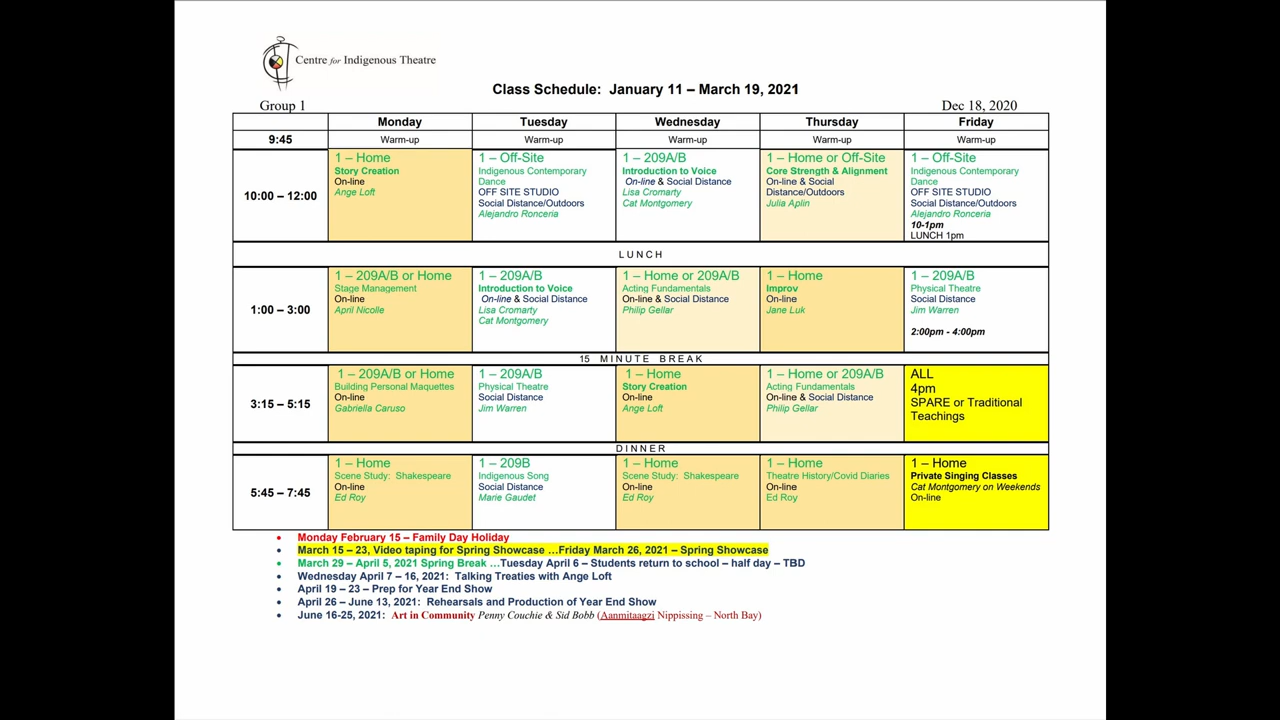 Centre for Indigenous Theatre
Class Schedule: January 11 – March 19, 2021
Group 1
Dec 18, 2020
Monday
Tuesday
Wednesday
Thursday
Friday
9:45
Warm-up
Warm-up
Warm-up
Warm-up
Warm-up
10:00 – 12:00
1 – Home
Story Creation
On-line
Ange Loft
1 – Off-Site
Indigenous Contemporary
Dance
OFF SITE STUDIO
Social Distance/Outdoors
Alejandro Ronceria
1 – 209A/B
Introduction to Voice
On-line & Social Distance
Lisa Cromarty
Cat Montgomery
1 – Home or Off-Site
Core Strength & Alignment
On-line & Social
Distance/Outdoors
Julia Aplin
1 – Off-Site
Indigenous Contemporary
Dance
OFF SITE STUDIO
Social Distance/Outdoors
Alejandro Ronceria
10-1pm
LUNCH 1pm
LUNCH
1:00 – 3:00
1 – 209A/B or Home
Stage Management
On-line
April Nicolle
1 – 209A/B
Introduction to Voice
On-line & Social Distance
Lisa Cromarty
Cat Montgomery
1 – Home or 209A/B
Acting Fundamentals
On-line & Social Distance
Philip Gellar
1 – Home
Improv
On-line
Jane Luk
1 – 209A/B
Physical Theatre
Social Distance
Jim Warren
2:00pm - 4:00pm
15 MINUTE BREAK
3:15 – 5:15
1 – 209A/B or Home
Building Personal Maquettes
On-line
Gabriella Caruso
1 – 209A/B
Physical Theatre
Social Distance
Jim Warren
1 – Home
Story Creation
On-line
Ange Loft
1 – Home or 209A/B
Acting Fundamentals
On-line & Social Distance
Philip Gellar
ALL
4pm
SPARE or Traditional
Teachings
DINNER
5:45 – 7:45
1 – Home
Scene Study: Shakespeare
On-line
Ed Roy
1 – 209B
Indigenous Song
Social Distance
Marie Gaudet
1 – Home
Scene Study: Shakespeare
On-line
Ed Roy
1 – Home
Theatre History/Covid Diaries
On-line
Ed Roy
1 – Home
Private Singing Classes
Cat Montgomery on Weekends
On-line
• Monday February 15 – Family Day Holiday
• March 15 – 23, Video taping for Spring Showcase …Friday March 26, 2021 – Spring Showcase
• March 29 – April 5, 2021 Spring Break …Tuesday April 6 – Students return to school – half day – TBD
• Wednesday April 7 – 16, 2021: Talking Treaties with Ange Loft
• April 19 – 23 – Prep for Year End Show
• April 26 – June 13, 2021: Rehearsals and Production of Year End Show
• June 16-25, 2021: Art in Community Penny Couchie & Sid Bobb (Aanmitaagzi Nippissing – North Bay)